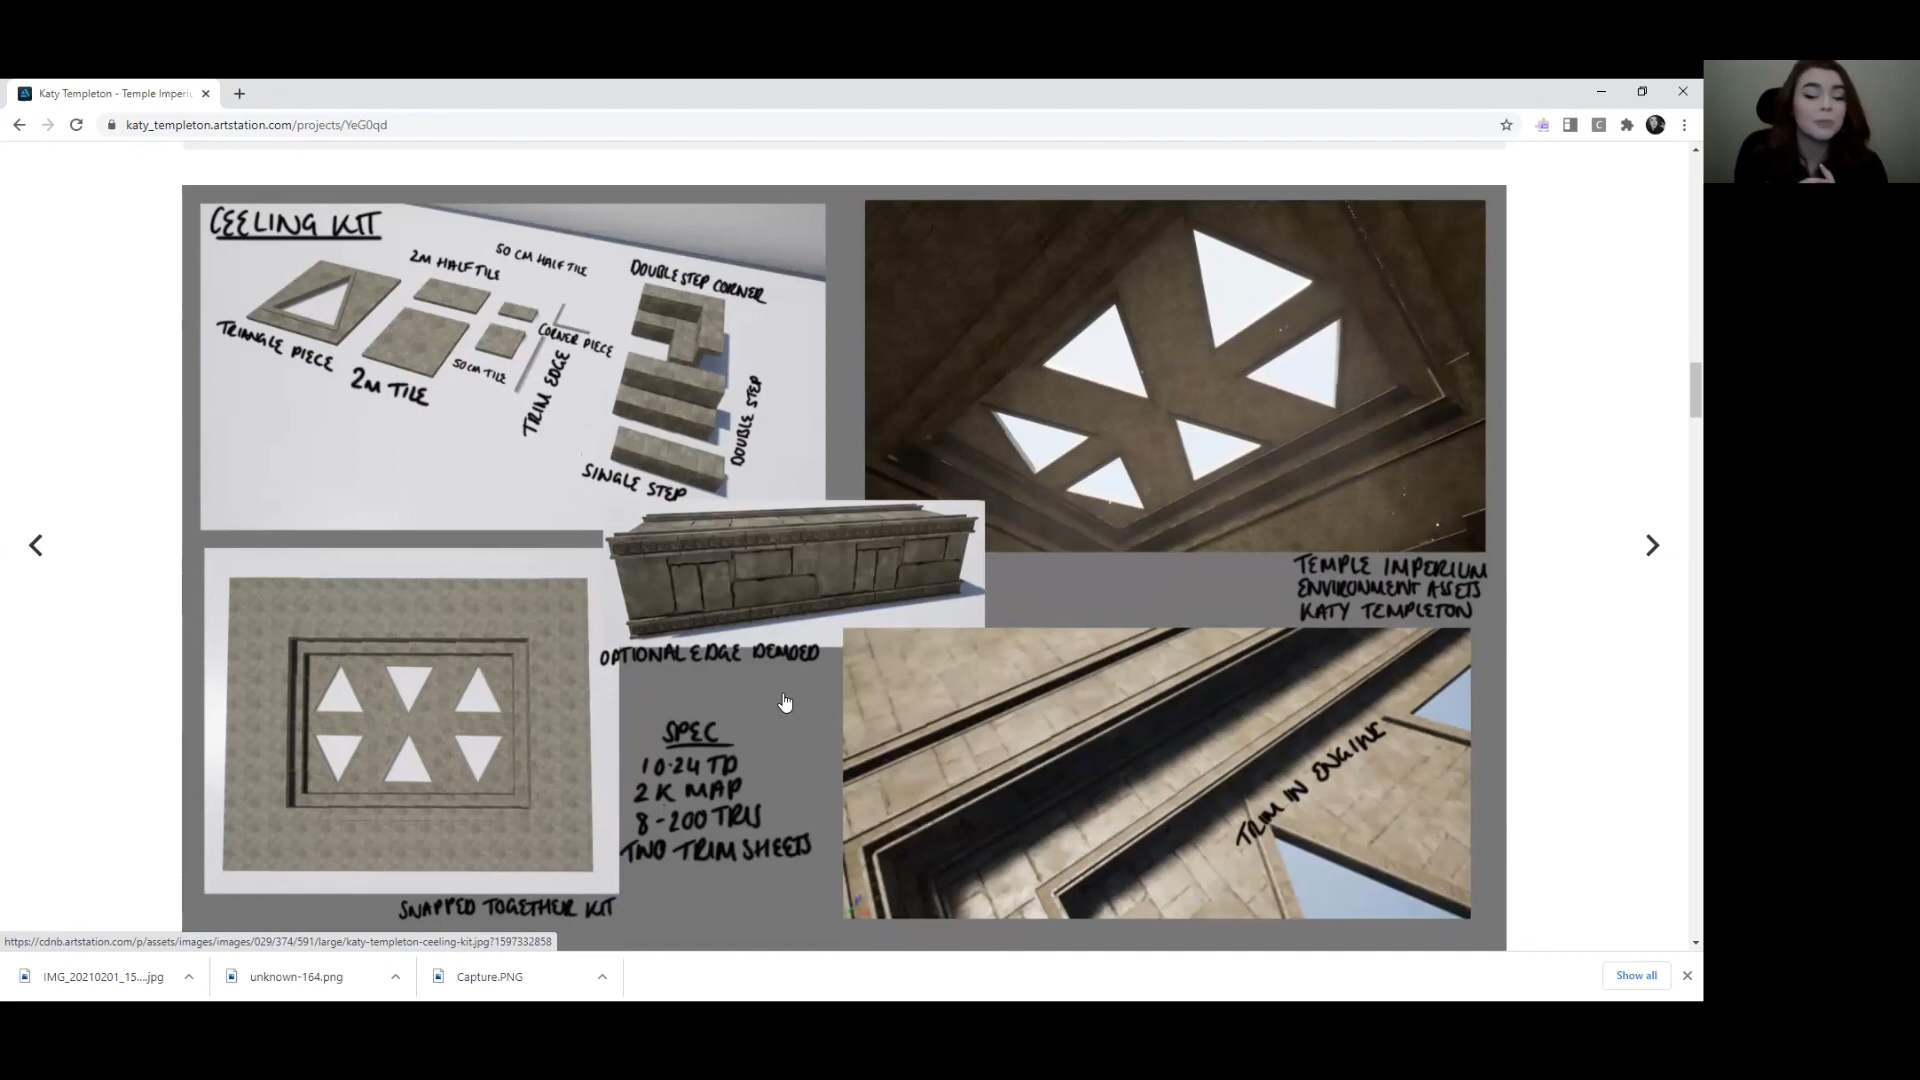 Katy Templeton - Temple Imperi
katy_templeton.artstation.com/projects/YeG0qd
CEELING KIT
2M HALF TILE
50 CM HALF TILE
DOUBLE STEP CORNER
TRIANGLE PIECE
2M TILE
50CM TILE
CORNER PIECE
TRIM EDGE
DOUBLE STEP
SINGLE STEP
OPTIONAL EDGE DEMOED
TEMPLE IMPERIUM
ENVIRONMENT ASSETS
KATY TEMPLETON
SPEC
10.24 TD
2K MAP
8-200 TRIS
TWO TRIM SHEETS
TRIM IN ENGINE
SNAPPED TOGETHER KIT
https://cdnb.artstation.com/p/assets/images/images/029/374/591/large/katy-templeton-ceeling-kit.jpg?1597332858
IMG_20210201_15....jpg
unknown-164.png
Capture.PNG
Show all